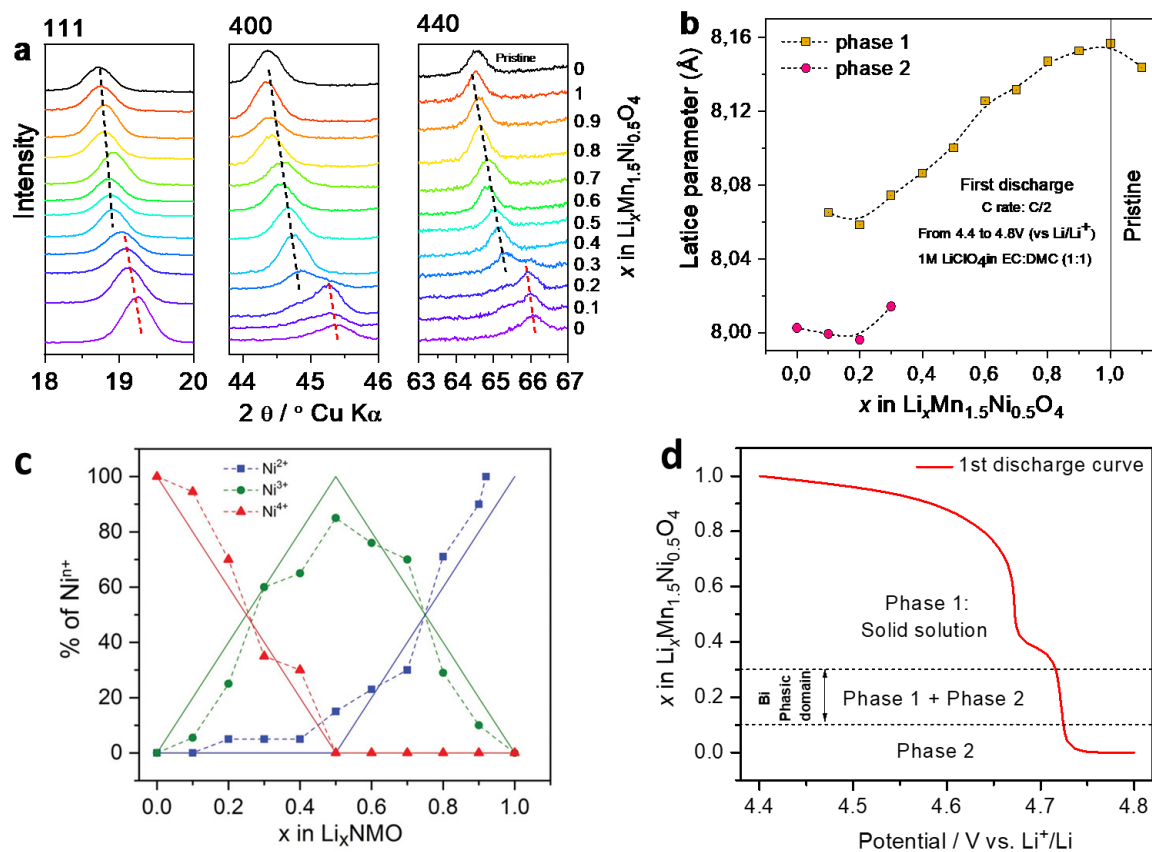 a
111
400
440
Pristine
0
1
0.9
0.8
0.7
0.6
0.5
0.4
0.3
0.2
0.1
0
x in LixMn1.5Ni0.5O4
Intensity
18 19 20
44 45 46
63 64 65 66 67
2 θ / ° Cu Kα
b
phase 1
phase 2
Latice parameter (Å)
8,16
8,12
8,08
8,04
8,00
First discharge
C rate: C/2
From 4.4 to 4.8V (vs Li/Li+)
1M LiClO4in EC:DMC (1:1)
Pristine
0,0 0,2 0,4 0,6 0,8 1,0
x in LixMn1.5Ni0.5O4
c
Ni2+
Ni3+
Ni4+
% of Nin+
100
80
60
40
20
0
0.0 0.2 0.4 0.6 0.8 1.0
x in LixNMO
d
1st discharge curve
x in LixMn1.5Ni0.5O4
1.0
0.8
0.6
0.4
0.2
0.0
Phase 1:
Solid solution
Bi
Phasic
domain
Phase 1 + Phase 2
Phase 2
4.4 4.5 4.6 4.7 4.8
Potential / V vs. Li+/Li